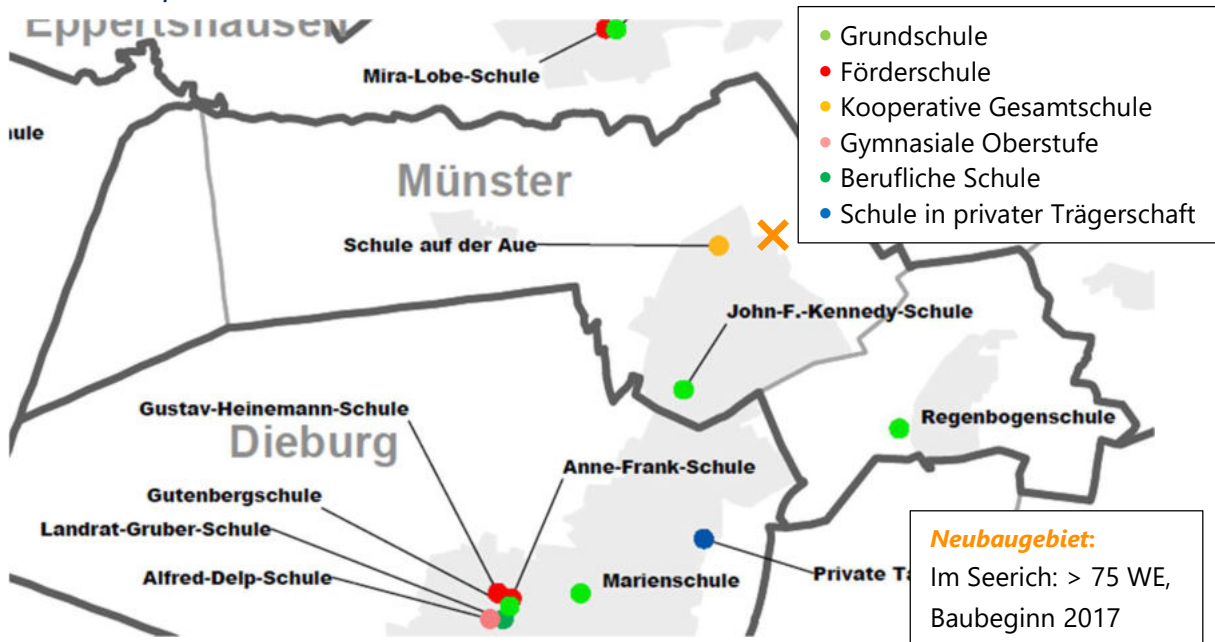 Eppertshausen
Mira-Lobe-Schule
Münster
Schule auf der Aue
John-F.-Kennedy-Schule
Gustav-Heinemann-Schule
Regenbogenschule
Dieburg
Anne-Frank-Schule
Gutenbergschule
Landrat-Gruber-Schule
Alfred-Delp-Schule
Marienschule
Private
Grundschule
Förderschule
Kooperative Gesamtschule
Gymnasiale Oberstufe
Berufliche Schule
Schule in privater Trägerschaft
Neubaugebiet:
Im Seerich: > 75 WE,
Baubeginn 2017